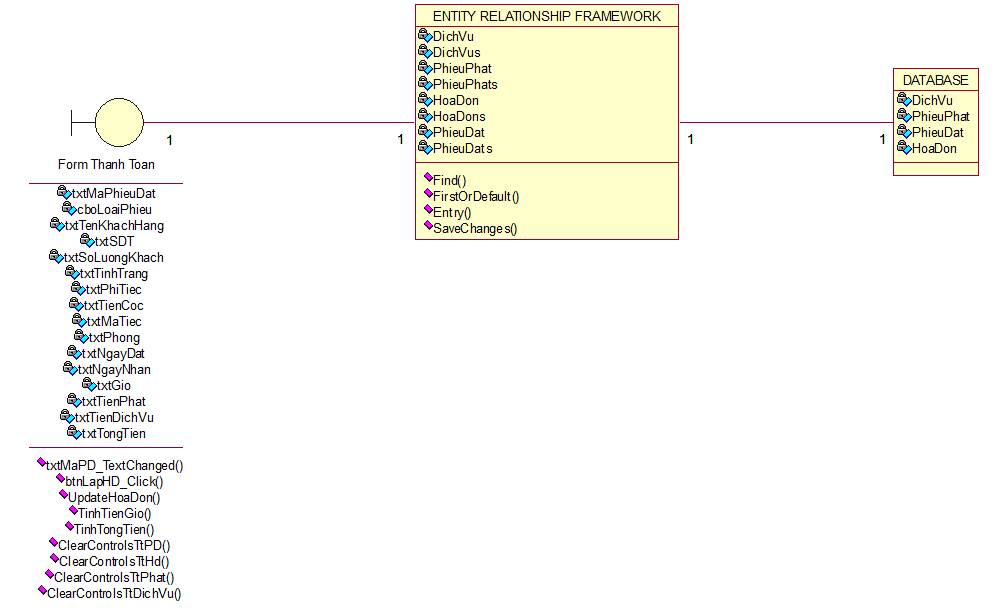 Form Thanh Toan
txtMaPhieuDat
cboLoaiPhieu
txtTenKhachHang
txtSDT
txtSoLuongKhach
txtTinhTrang
txtPhiTiec
txtTienCoc
txtMaTiec
txtPhong
txtNgayDat
txtNgayNhan
txtGio
txtTienPhat
txtTienDichVu
txtTongTien
txtMaPD_TextChanged()
btnLapHD_Click()
UpdateHoaDon()
TinhTienGio()
TinhTongTien()
ClearControlsTtPD()
ClearControlsTtHd()
ClearControlsTtPhat()
ClearControlsTtDichVu()
1
1
ENTITY RELATIONSHIP FRAMEWORK
DichVu
DichVus
PhieuPhat
PhieuPhats
HoaDon
HoaDons
PhieuDat
PhieuDats
Find()
FirstOrDefault()
Entry()
SaveChanges()
1
1
DATABASE
DichVu
PhieuPhat
PhieuDat
HoaDon